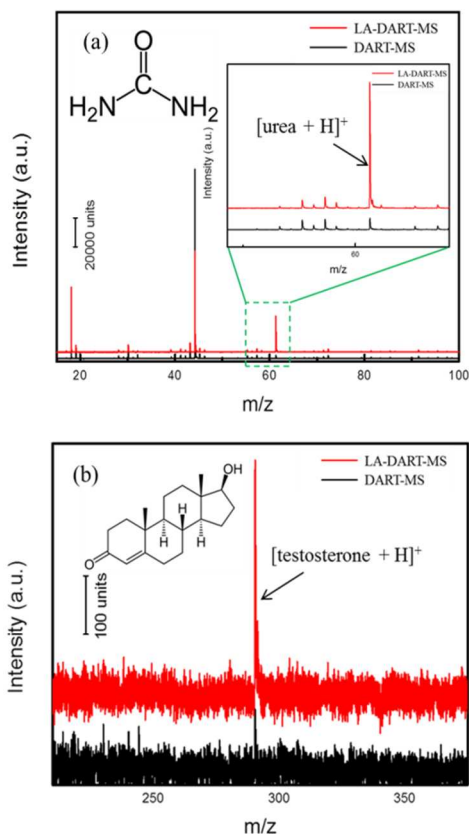 (a)
LA-DART-MS
DART-MS
O
C
H₂N
NH₂
LA-DART-MS
DART-MS
[urea + H]⁺
Intensity (a.u.)
60
m/z
20000 units
Intensity (a.u.)
20
40
60
80
100
m/z
(b)
LA-DART-MS
DART-MS
OH
H
H
H
O
[testosterone + H]⁺
100 units
Intensity (a.u.)
250
300
350
m/z